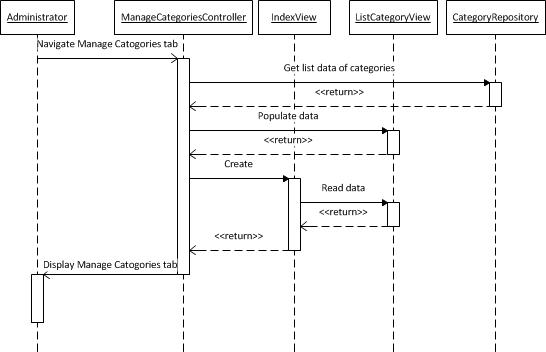 Administrator
ManageCategoriesController
IndexView
ListCategoryView
CategoryRepository
Navigate Manage Catogories tab
Get list data of categories
<<return>>
Populate data
<<return>>
Create
Read data
<<return>>
<<return>>
Display Manage Catogories tab